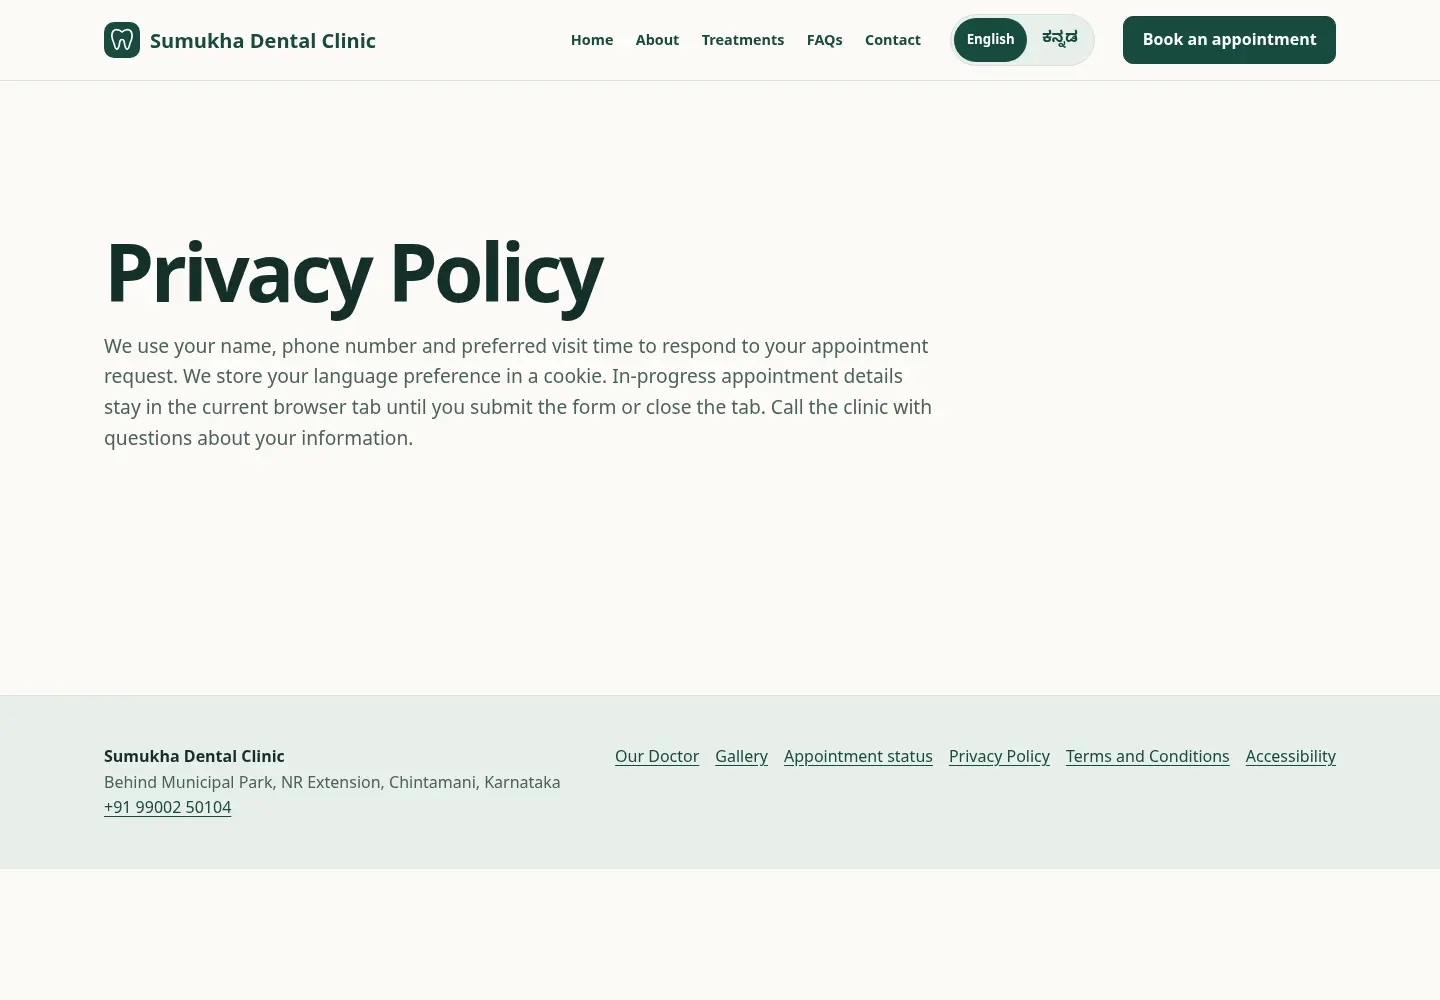 Sumukha Dental Clinic
Home
About
Treatments
FAQs
Contact
English
ಕನ್ನಡ
Book an appointment
Privacy Policy
We use your name, phone number and preferred visit time to respond to your appointment
request. We store your language preference in a cookie. In-progress appointment details
stay in the current browser tab until you submit the form or close the tab. Call the clinic with
questions about your information.
Sumukha Dental Clinic
Behind Municipal Park, NR Extension, Chintamani, Karnataka
+91 99002 50104
Our Doctor
Gallery
Appointment status
Privacy Policy
Terms and Conditions
Accessibility